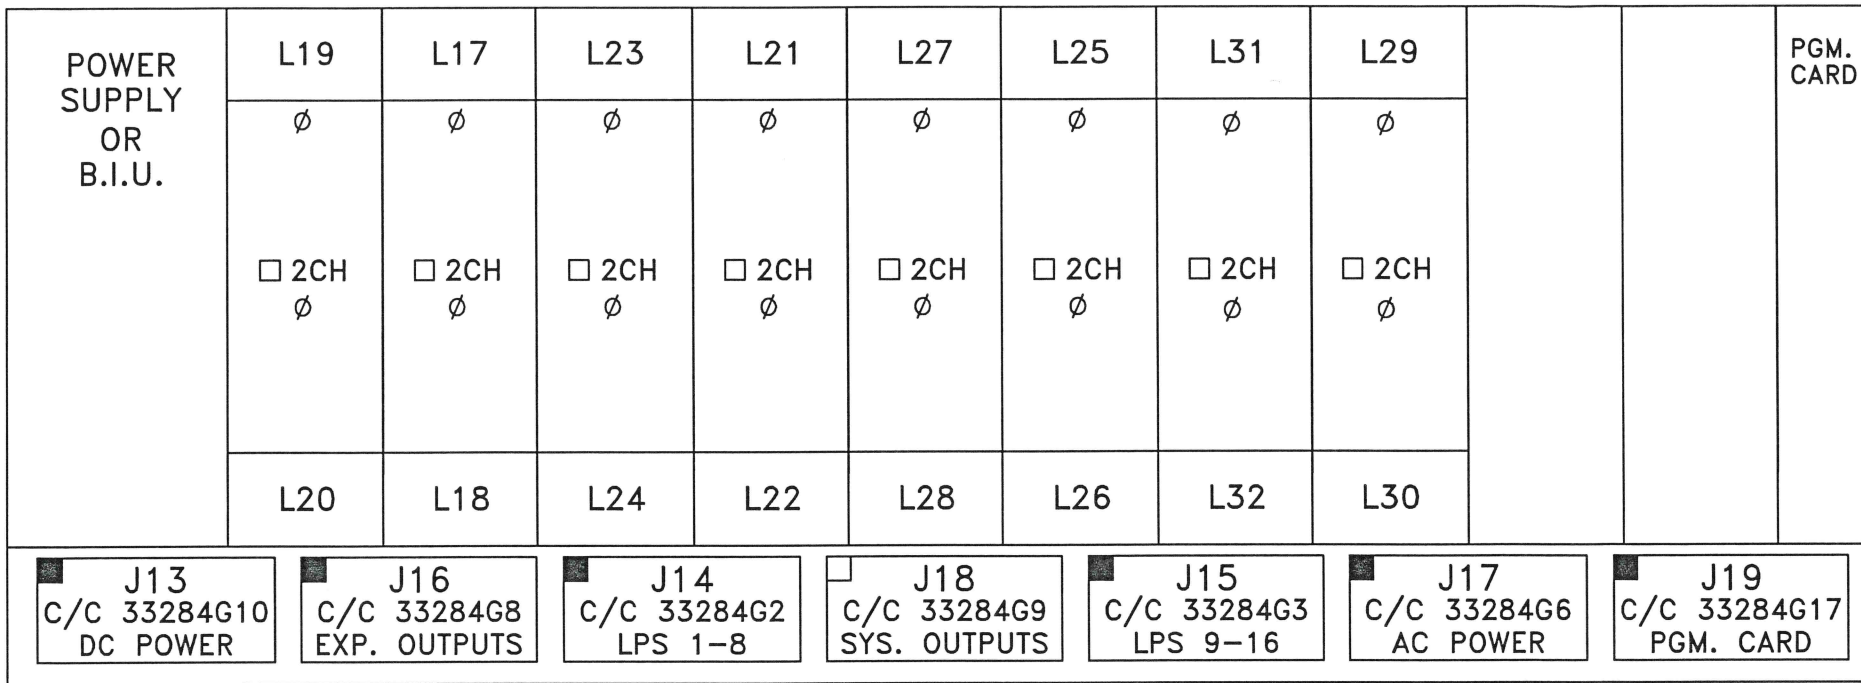 POWER
SUPPLY
OR
B.I.U.
L19 L17 L23 L21 L27 L25 L31 L29
PGM.
CARD
Ø Ø Ø Ø Ø Ø Ø Ø
□ 2CH □ 2CH □ 2CH □ 2CH □ 2CH □ 2CH □ 2CH □ 2CH
Ø Ø Ø Ø Ø Ø Ø Ø
L20 L18 L24 L22 L28 L26 L32 L30
J13
C/C 33284G10
DC POWER
J16
C/C 33284G8
EXP. OUTPUTS
J14
C/C 33284G2
LPS 1-8
J18
C/C 33284G9
SYS. OUTPUTS
J15
C/C 33284G3
LPS 9-16
J17
C/C 33284G6
AC POWER
J19
C/C 33284G17
PGM. CARD